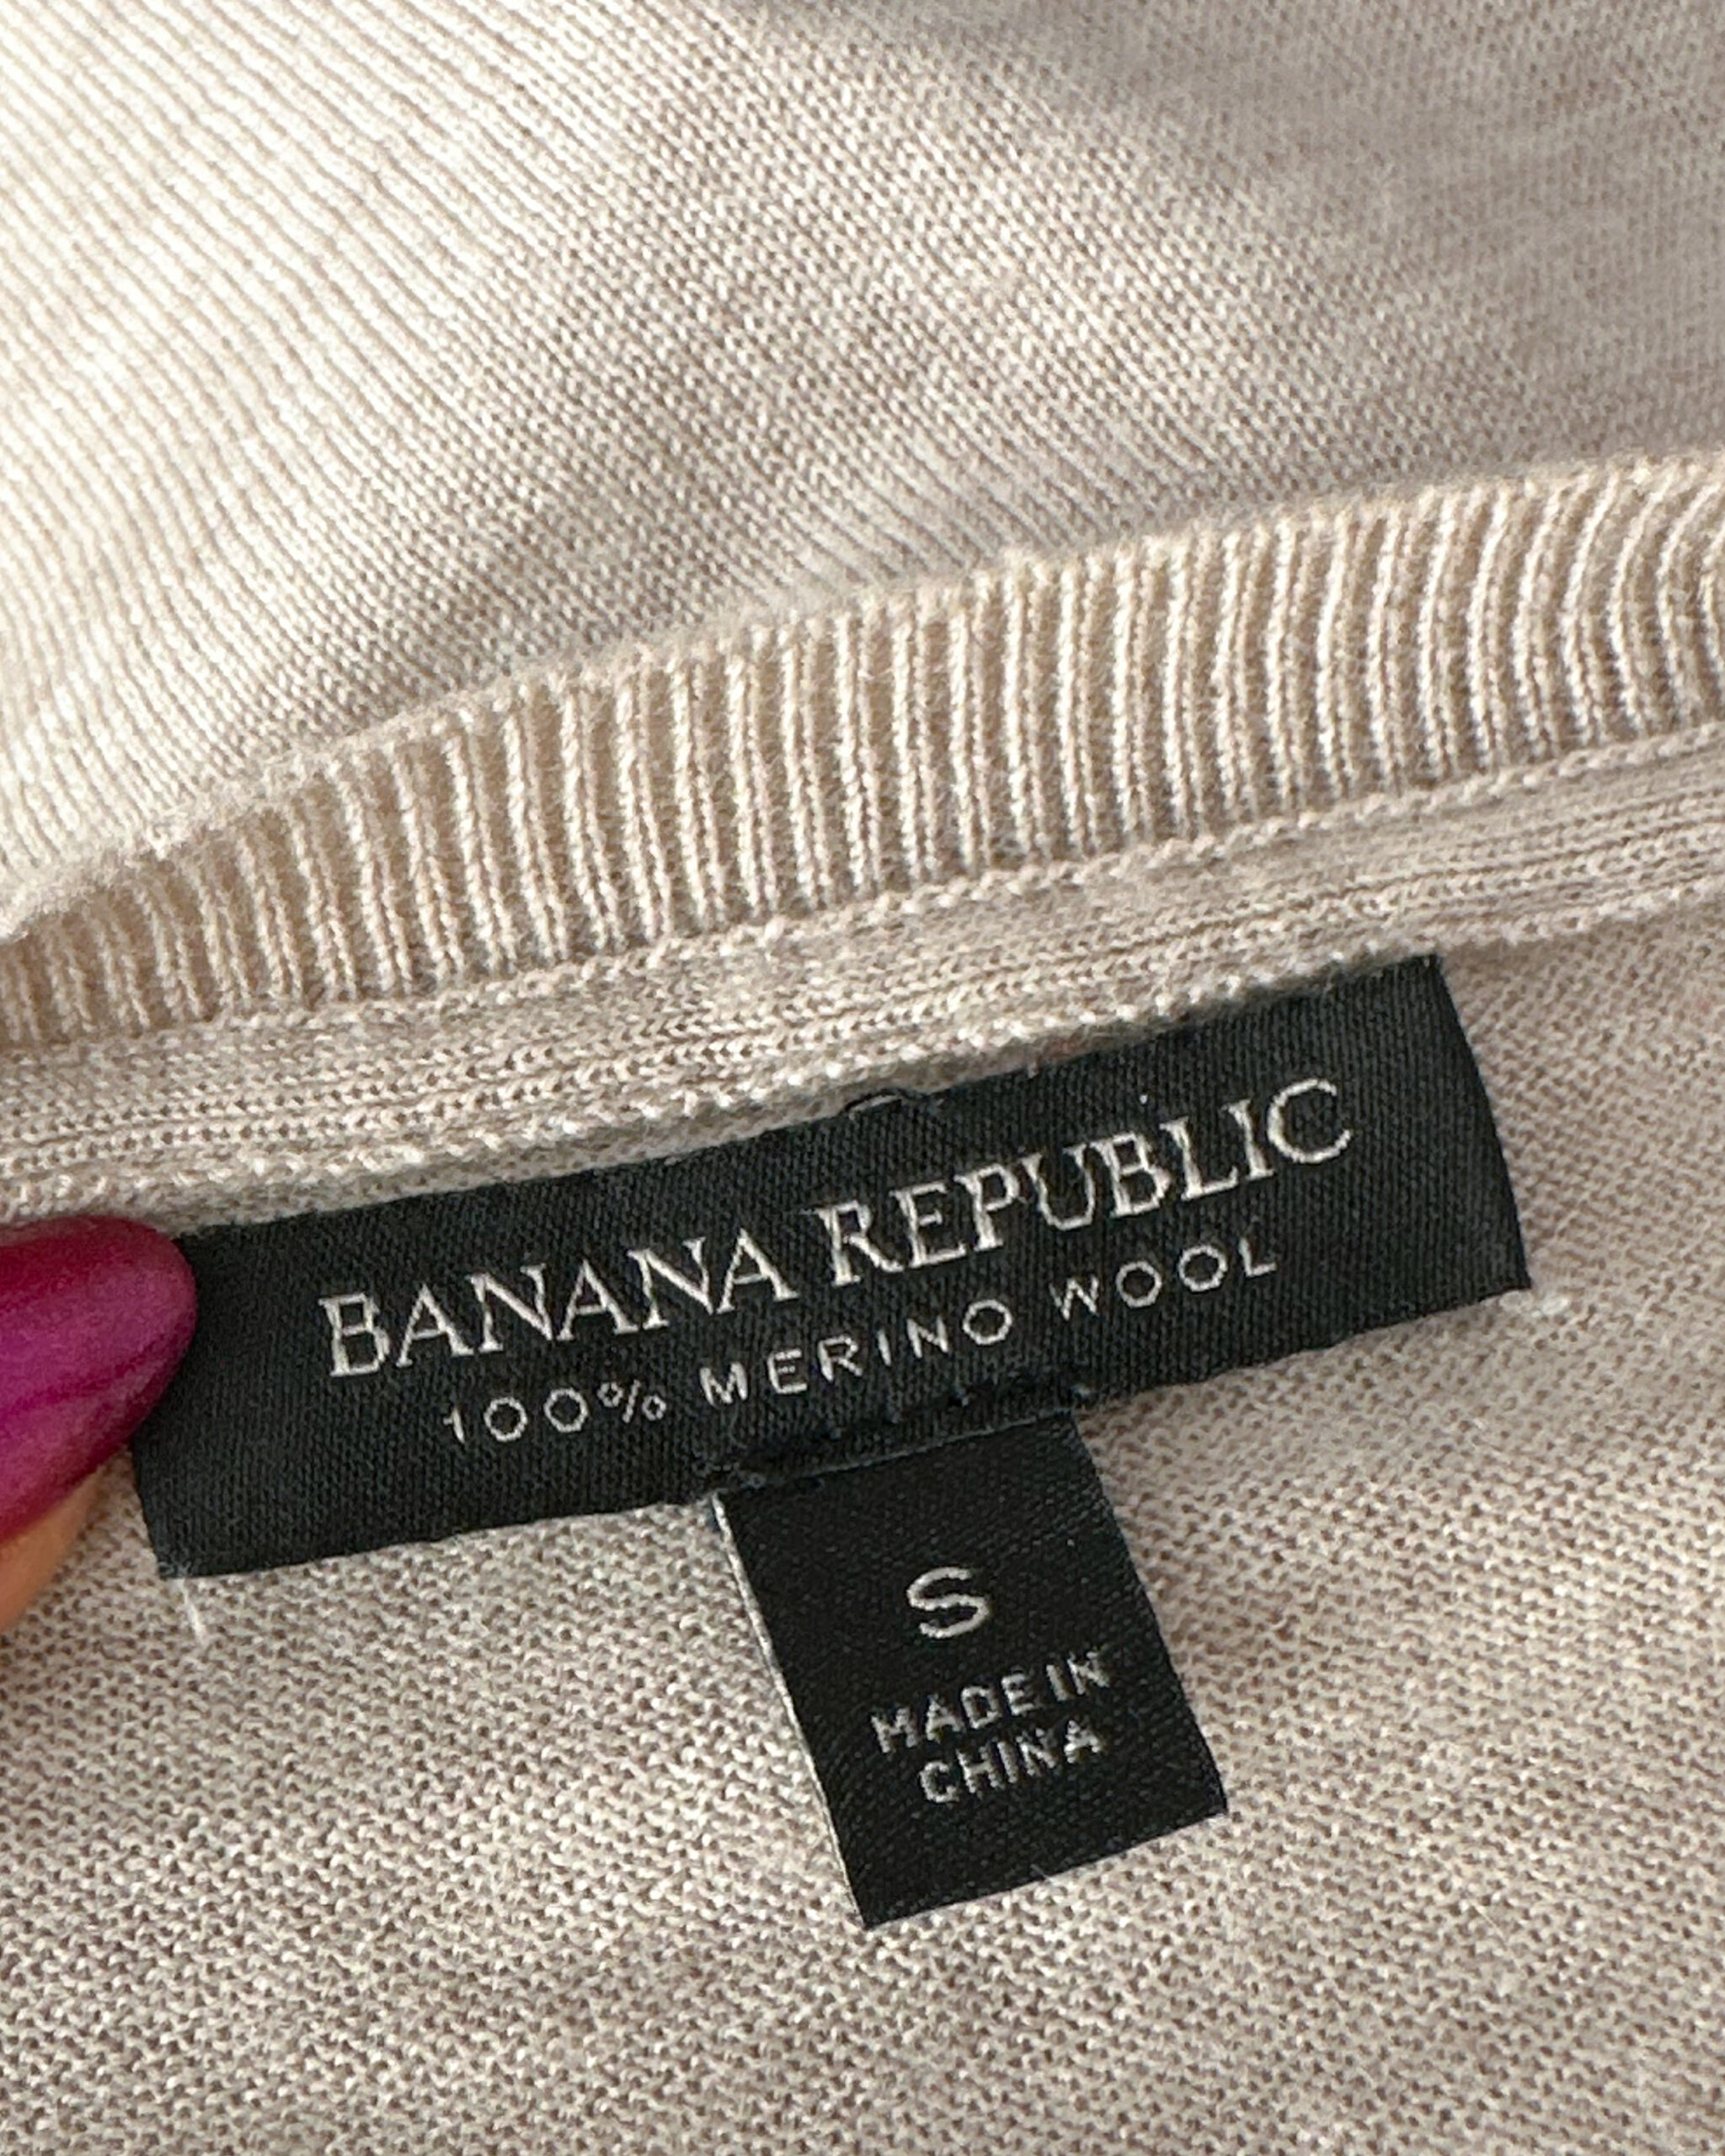 BANANA REPUBLIC
100% MERINO WOOL
S
MADE IN
CHINA